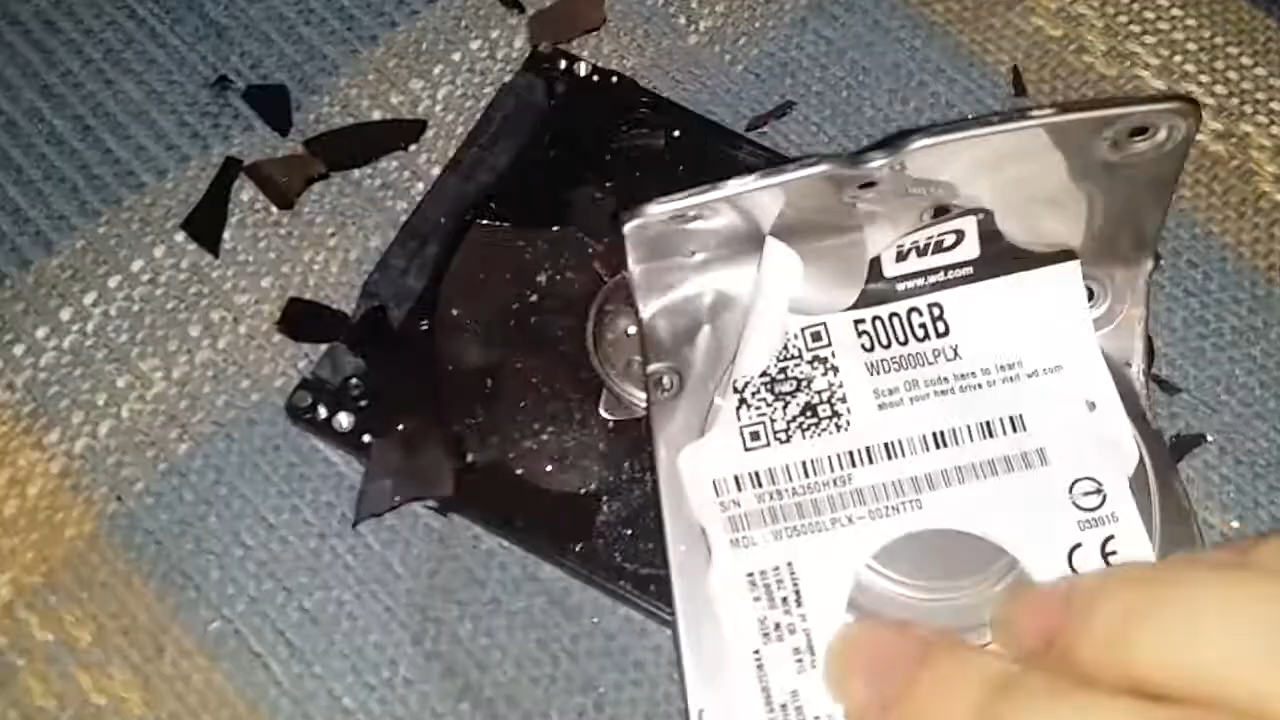 WD
www.wd.com
500GB
WD5000LPLX
Scan QR code here to learn
about your hard drive or visit wd.com
S/N WXB1A350HK9F
MDL : WD5000LPLX-00ZNTT0
D33015
CE